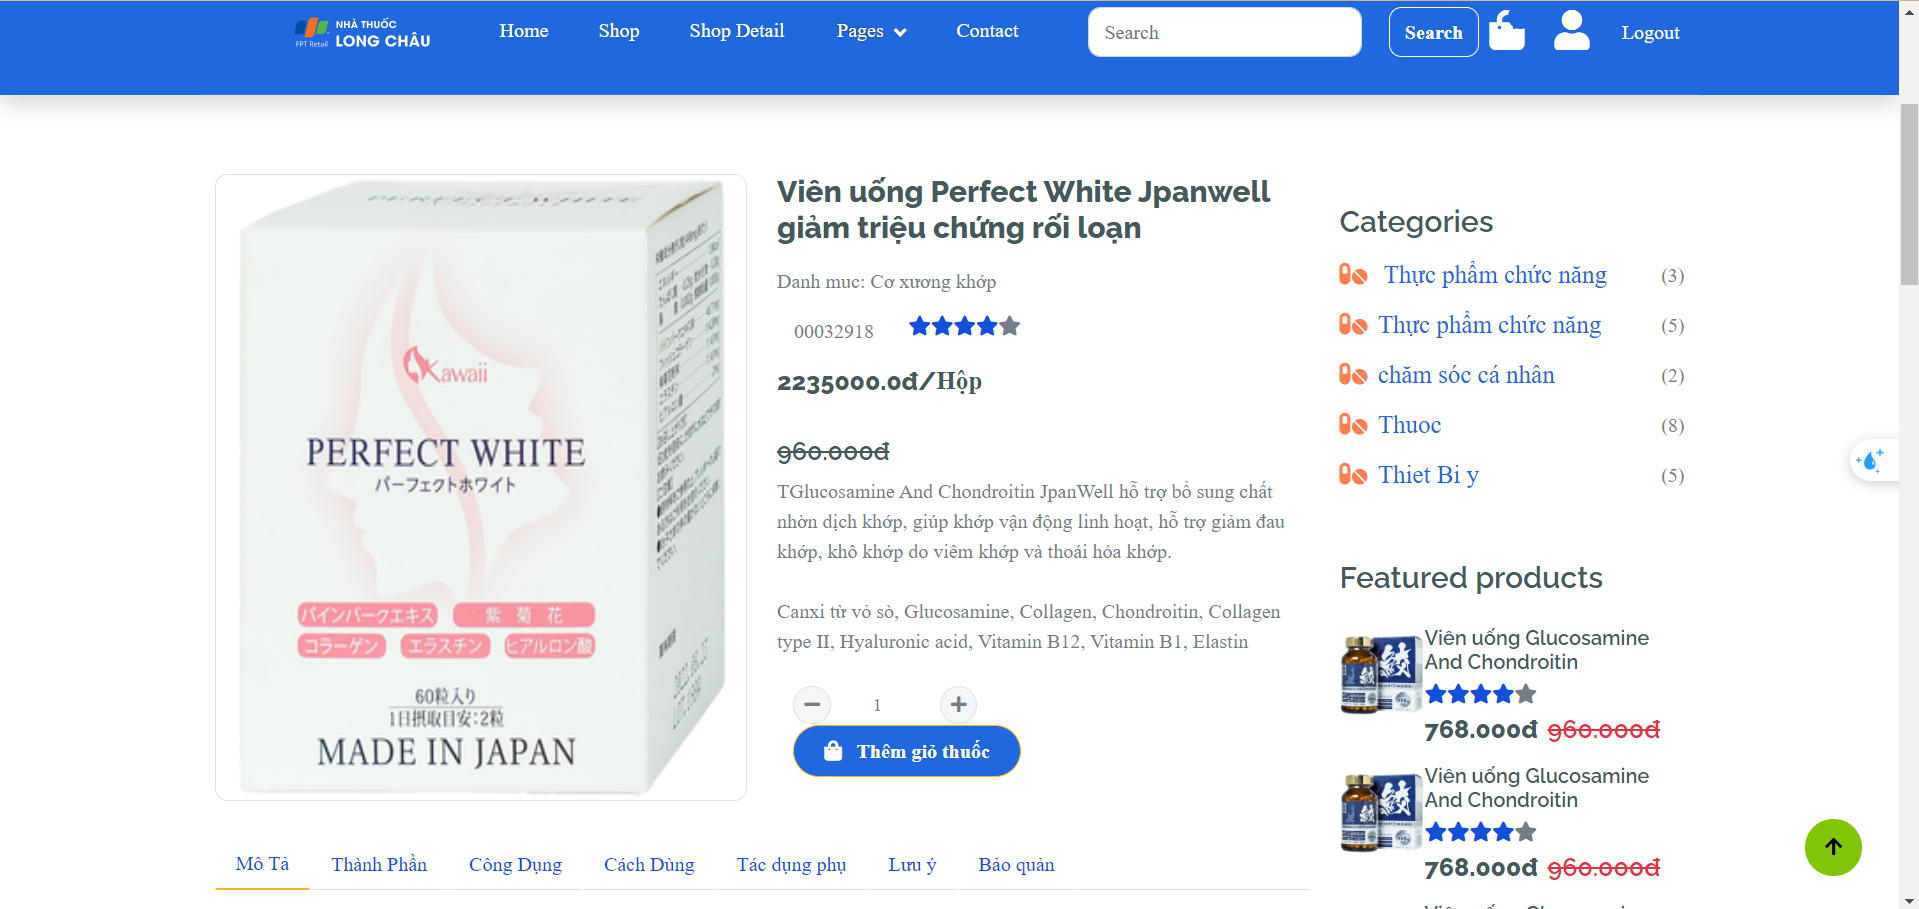 NHÀ THUỐC
FPT Retail LONG CHÂU
Home
Shop
Shop Detail
Pages
Contact
Search
Search
Logout
PERFECT WHITE
Kawaii
PERFECT WHITE
パーフェクトホワイト
パインパークエキス 紫菊花
コラーゲン エラスチン ヒアルロン酸
60粒入り
1日摂取目安:2粒
MADE IN JAPAN
Viên uống Perfect White Jpanwell
giảm triệu chứng rối loạn
Danh muc: Cơ xương khớp
00032918
2235000.0đ/Hộp
960.000đ
TGlucosamine And Chondroitin JpanWell hỗ trợ bổ sung chất
nhờn dịch khớp, giúp khớp vận động linh hoạt, hỗ trợ giảm đau
khớp, khô khớp do viêm khớp và thoái hóa khớp.
Canxi từ vỏ sò, Glucosamine, Collagen, Chondroitin, Collagen
type II, Hyaluronic acid, Vitamin B12, Vitamin B1, Elastin
1
Thêm giỏ thuốc
Mô Tả
Thành Phần
Công Dụng
Cách Dùng
Tác dụng phụ
Lưu ý
Bảo quản
Categories
Thực phẩm chức năng (3)
Thực phẩm chức năng (5)
chăm sóc cá nhân (2)
Thuoc (8)
Thiet Bi y (5)
Featured products
Viên uống Glucosamine
And Chondroitin
768.000đ 960.000đ
Viên uống Glucosamine
And Chondroitin
768.000đ 960.000đ